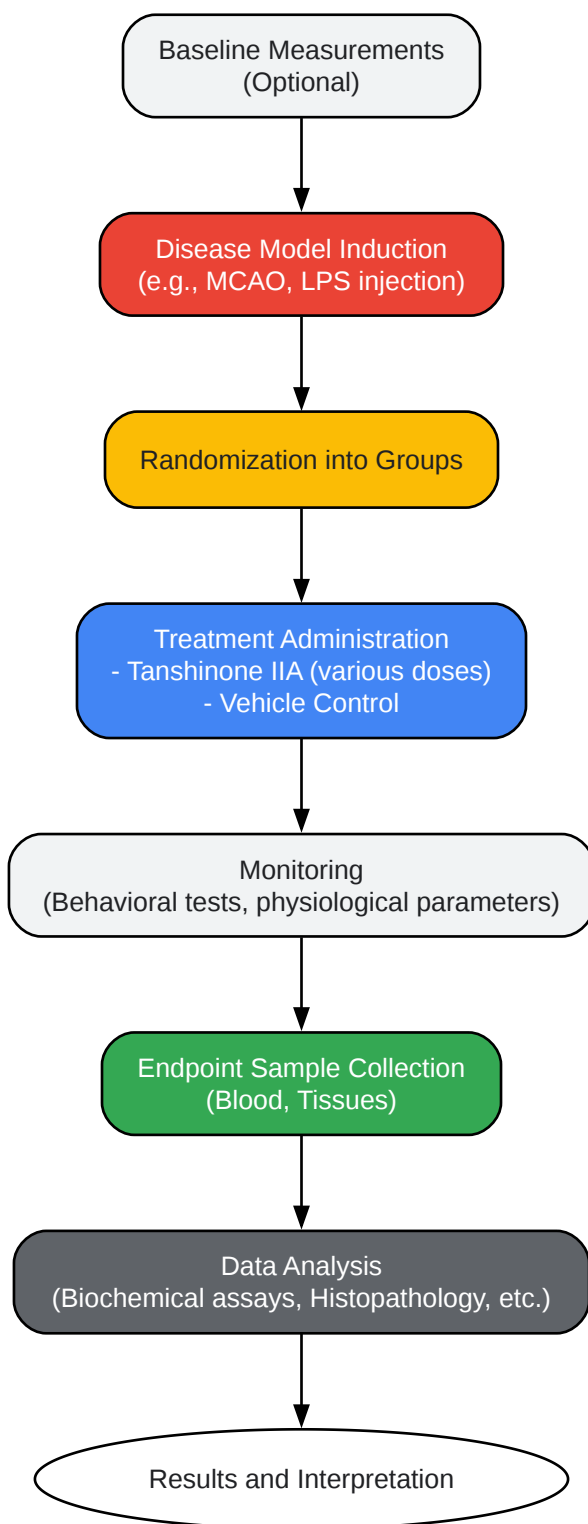 Baseline Measurements
(Optional)
Disease Model Induction
(e.g., MCAO, LPS injection)
Randomization into Groups
Treatment Administration
- Tanshinone IIA (various doses)
- Vehicle Control
Monitoring
(Behavioral tests, physiological parameters)
Endpoint Sample Collection
(Blood, Tissues)
Data Analysis
(Biochemical assays, Histopathology, etc.)
Results and Interpretation